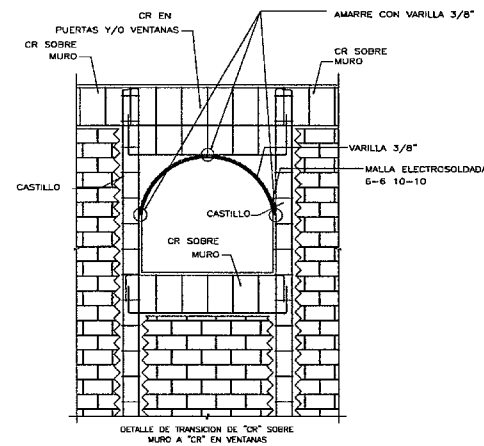 CR EN
PUERTAS Y/O VENTANAS
AMARRE CON VARILLA 3/8"
CR SOBRE
MURO
CR SOBRE
MURO
VARILLA 3/8"
MALLA ELECTROSOLDADA
6-6 10-10
CASTILLO
CASTILLO
CR SOBRE
MURO
DETALLE DE TRANSICION DE "CR" SOBRE
MURO A "CR" EN VENTANAS